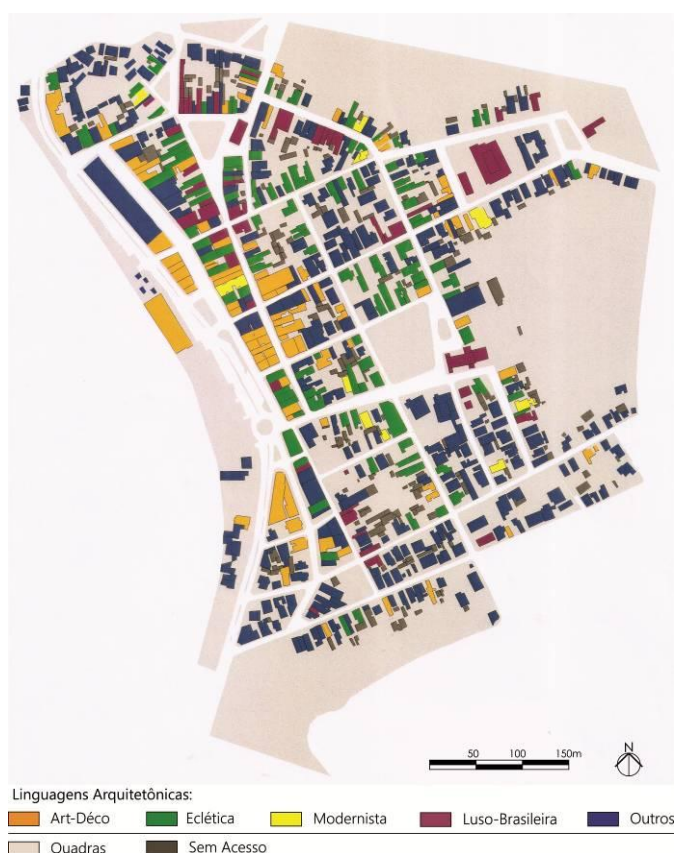 N
50 100 150m
Linguagens Arquitetônicas:
Art-Déco Eclética Modernista Luso-Brasileira Outros
Quadras Sem Acesso